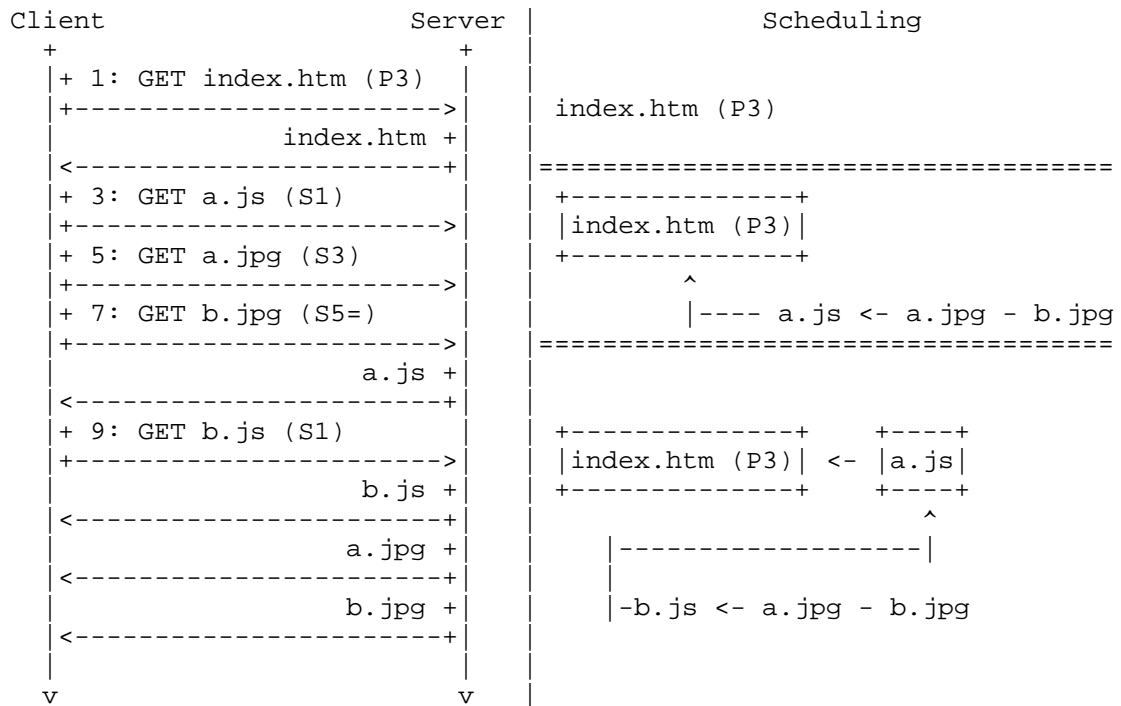 Client                   Server |              Scheduling
  +                         +   |
  |+ 1: GET index.htm (P3)  |   |
  |+----------------------->|   | index.htm (P3)
  |              index.htm +|   |
  |<-----------------------+|   |====================================
  |+ 3: GET a.js (S1)       |   | +--------------+
  |+----------------------->|   | |index.htm (P3)|
  |+ 5: GET a.jpg (S3)      |   | +--------------+
  |+----------------------->|   |         ^
  |+ 7: GET b.jpg (S5=)     |   |         |---- a.js <- a.jpg - b.jpg
  |+----------------------->|   |====================================
  |                   a.js +|   |
  |<-----------------------+|   |
  |+ 9: GET b.js (S1)       |   | +--------------+    +----+
  |+----------------------->|   | |index.htm (P3)| <- |a.js|
  |                   b.js +|   | +--------------+    +----+
  |<-----------------------+|   |                        ^
  |                  a.jpg +|   |    |-------------------|
  |<-----------------------+|   |    |
  |                  b.jpg +|   |    |-b.js <- a.jpg - b.jpg
  |<-----------------------+|   |
  |                         |   |
  v                         v   |